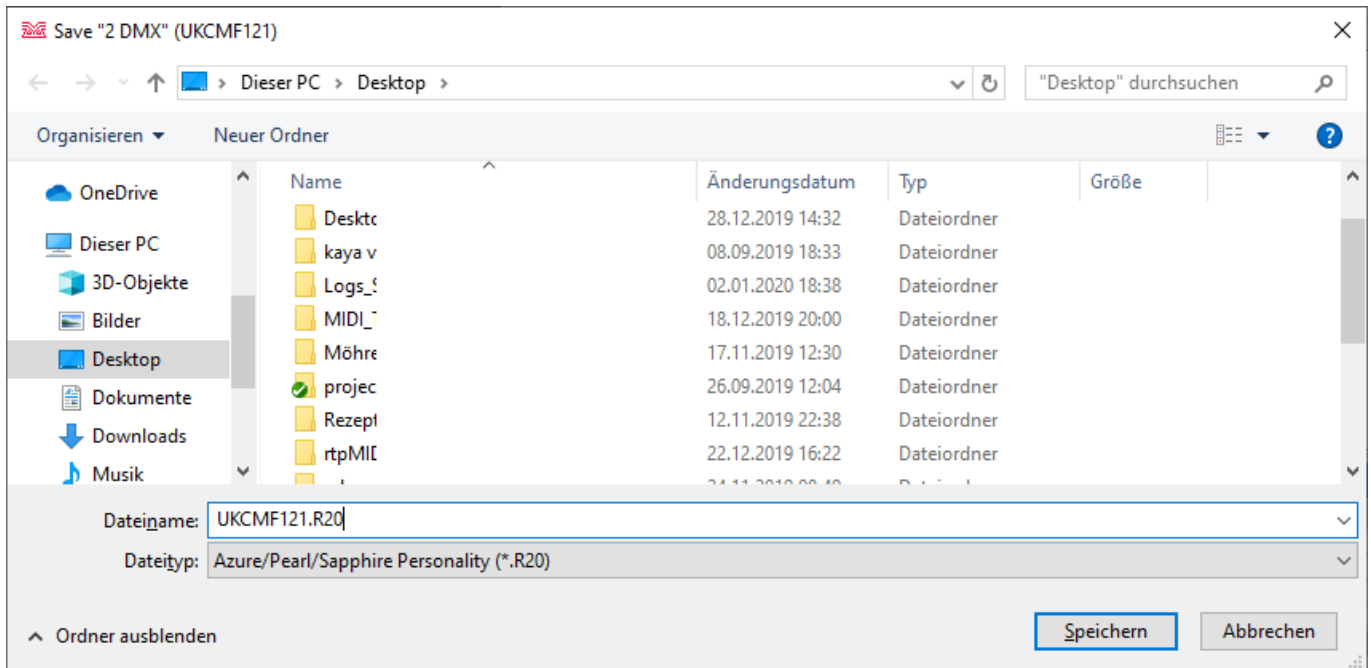 Save "2 DMX" (UKCMF121)
Dieser PC > Desktop >
"Desktop" durchsuchen
Organisieren
Neuer Ordner
OneDrive
Dieser PC
3D-Objekte
Bilder
Desktop
Dokumente
Downloads
Musik
Name Änderungsdatum Typ Größe
Deskto 28.12.2019 14:32 Dateiordner
kaya v 08.09.2019 18:33 Dateiordner
Logs_S 02.01.2020 18:38 Dateiordner
MIDI_T 18.12.2019 20:00 Dateiordner
Möhre 17.11.2019 12:30 Dateiordner
projec 26.09.2019 12:04 Dateiordner
Rezept 12.11.2019 22:38 Dateiordner
rtpMID 22.12.2019 16:22 Dateiordner
Dateiname: UKCMF121.R20
Dateityp: Azure/Pearl/Sapphire Personality (*.R20)
Ordner ausblenden
Speichern
Abbrechen